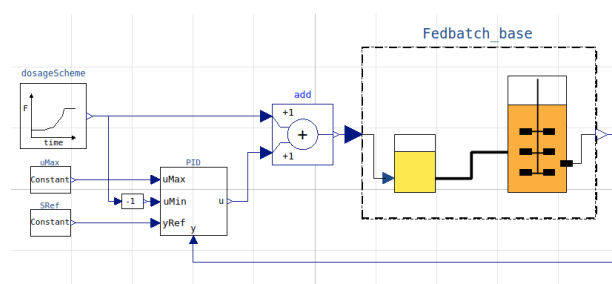 Fedbatch_base
dosageScheme
F
time
add
+1
+
+1
uMax
Constant
PID
uMax
-1
uMin
u
SRef
Constant
yRef
y